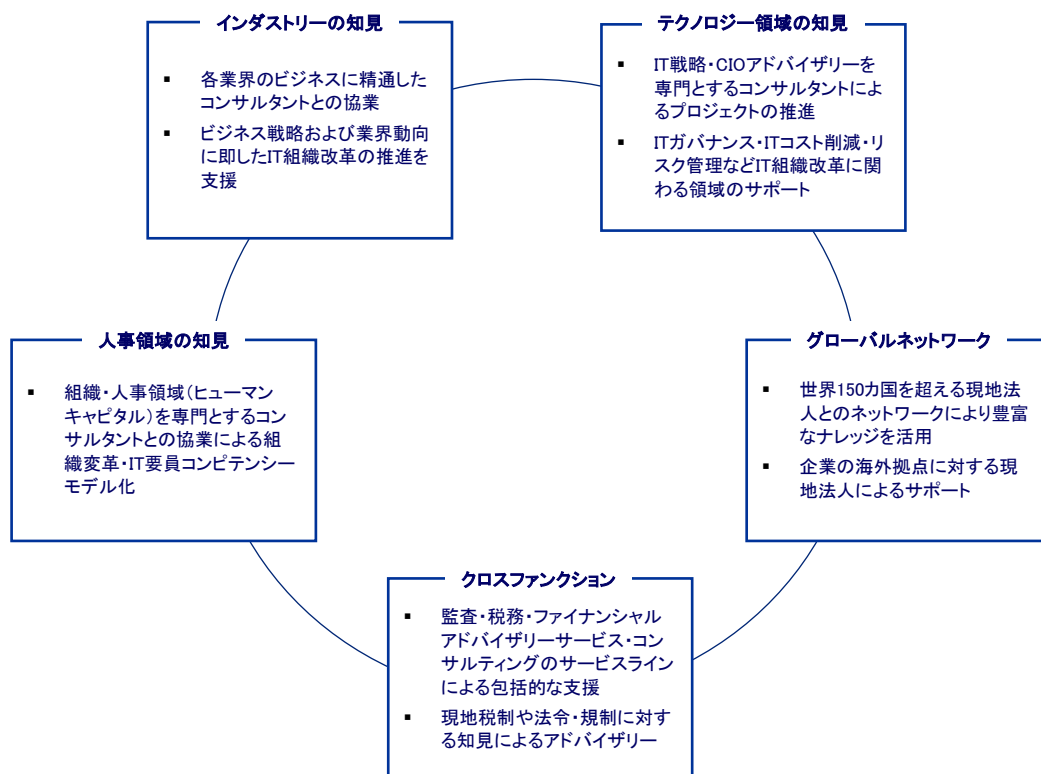 インダストリーの知見
▪ 各業界のビジネスに精通した
コンサルタントとの協業
▪ ビジネス戦略および業界動向
に即したIT組織改革の推進を
支援
テクノロジー領域の知見
▪ IT戦略・CIOアドバイザリーを
専門とするコンサルタントによ
るプロジェクトの推進
▪ ITガバナンス・ITコスト削減・リ
スク管理などIT組織改革に関
わる領域のサポート
人事領域の知見
▪ 組織・人事領域（ヒューマン
キャピタル）を専門とするコン
サルタントとの協業による組
織変革・IT要員コンピテンシー
モデル化
グローバルネットワーク
▪ 世界150カ国を超える現地法
人とのネットワークにより豊富
なナレッジを活用
▪ 企業の海外拠点に対する現
地法人によるサポート
クロスファンクション
▪ 監査・税務・ファイナンシャル
アドバイザリーサービス・コン
サルティングのサービスライン
による包括的な支援
▪ 現地税制や法令・規制に対す
る知見によるアドバイザリー